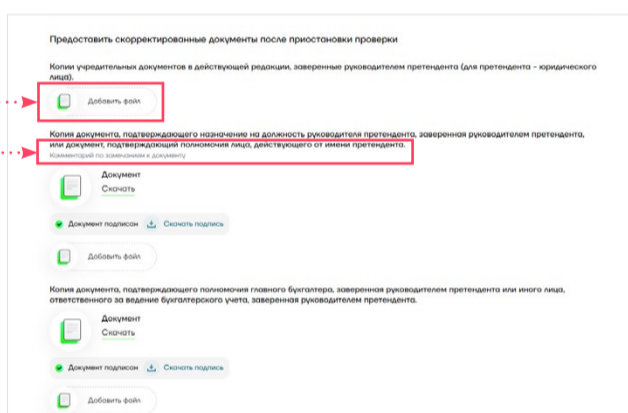 Предоставить скорректированные документы после приостановки проверки
Копии учредительных документов в действующей редакции, заверенные руководителем претендента (для претендента - юридического
лица).
Добавить файл
Копия документа, подтверждающего назначение на должность руководителя претендента, заверенная руководителем претендента,
или документ, подтверждающий полномочия лица, действующего от имени претендента.
Комментарий по замечаниям к документу
Документ
Скачать
Документ подписан Скачать подпись
Добавить файл
Копия документа, подтверждающего полномочия главного бухгалтера, заверенная руководителем претендента или иного лица,
ответственного за ведение бухгалтерского учета, заверенная руководителем претендента.
Документ
Скачать
Документ подписан Скачать подпись
Добавить файл